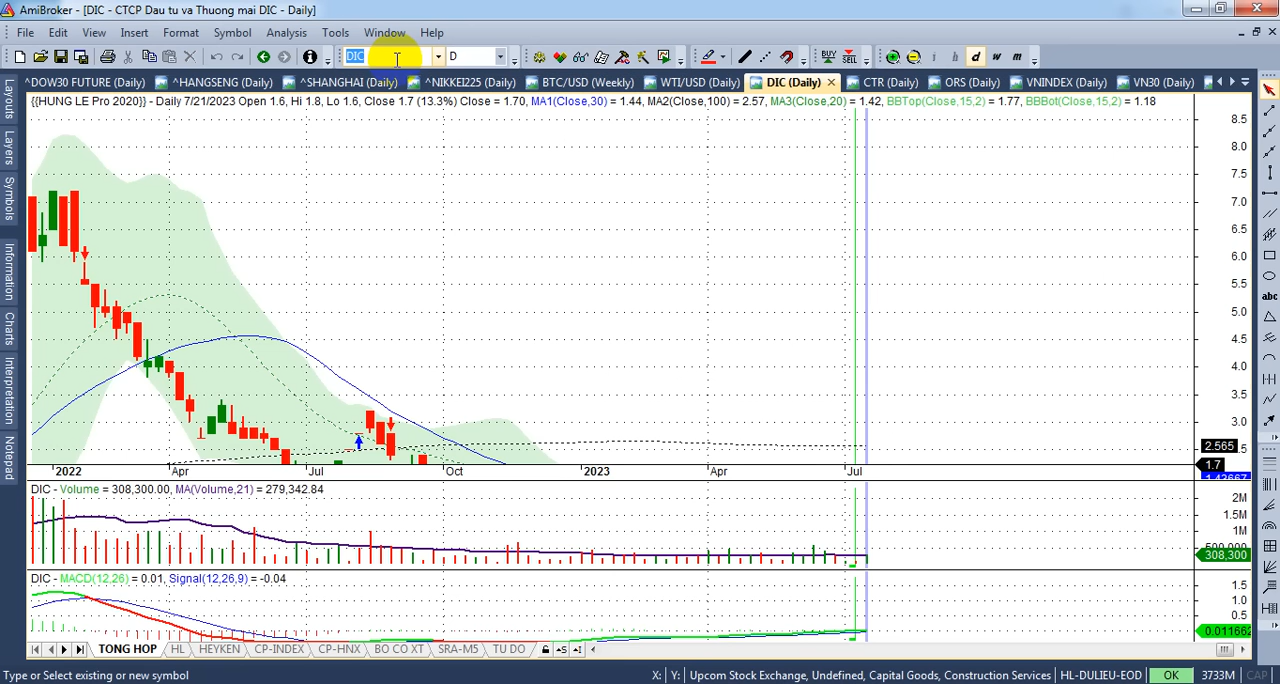 AmiBroker - [DIC - CTCP Dau tu va Thuong mai DIC - Daily]
File Edit View Insert Format Symbol Analysis Tools Window Help
DIC D BUY SELL i h d w m
^DOW30 FUTURE (Daily) ^HANGSENG (Daily) ^SHANGHAI (Daily) ^NIKKEI225 (Daily) BTC/USD (Weekly) WTI/USD (Daily) DIC (Daily) CTR (Daily) ORS (Daily) VNINDEX (Daily) VN30 (Daily)
{{HUNG LE Pro 2020}} - Daily 7/21/2023 Open 1.6, Hi 1.8, Lo 1.6, Close 1.7 (13.3%) Close = 1.70, MA1(Close,30) = 1.44, MA2(Close,100) = 2.57, MA3(Close,20) = 1.42, BBTop(Close,15,2) = 1.77, BBBot(Close,15,2) = 1.18
Layouts
Layers
Symbols
Information
Charts
Interpretation
Notepad
8.5
8.0
7.5
7.0
6.5
6.0
5.5
5.0
4.5
4.0
3.5
3.0
2.565
1.7
abc
2022 Apr Jul Oct 2023 Apr Jul
DIC - Volume = 308,300.00, MA(Volume,21) = 279,342.84
2M
1.5M
1M
308,300
DIC - MACD(12,26) = 0.01, Signal(12,26,9) = -0.04
1.5
1.0
0.5
0.011662
TONG HOP HL HEYKEN CP-INDEX CP-HNX BO CO XT SRA-M5 TU DO
Type or Select existing or new symbol X: Y: Upcom Stock Exchange, Undefined, Capital Goods, Construction Services HL-DULIEU-EOD OK 3733M CAP